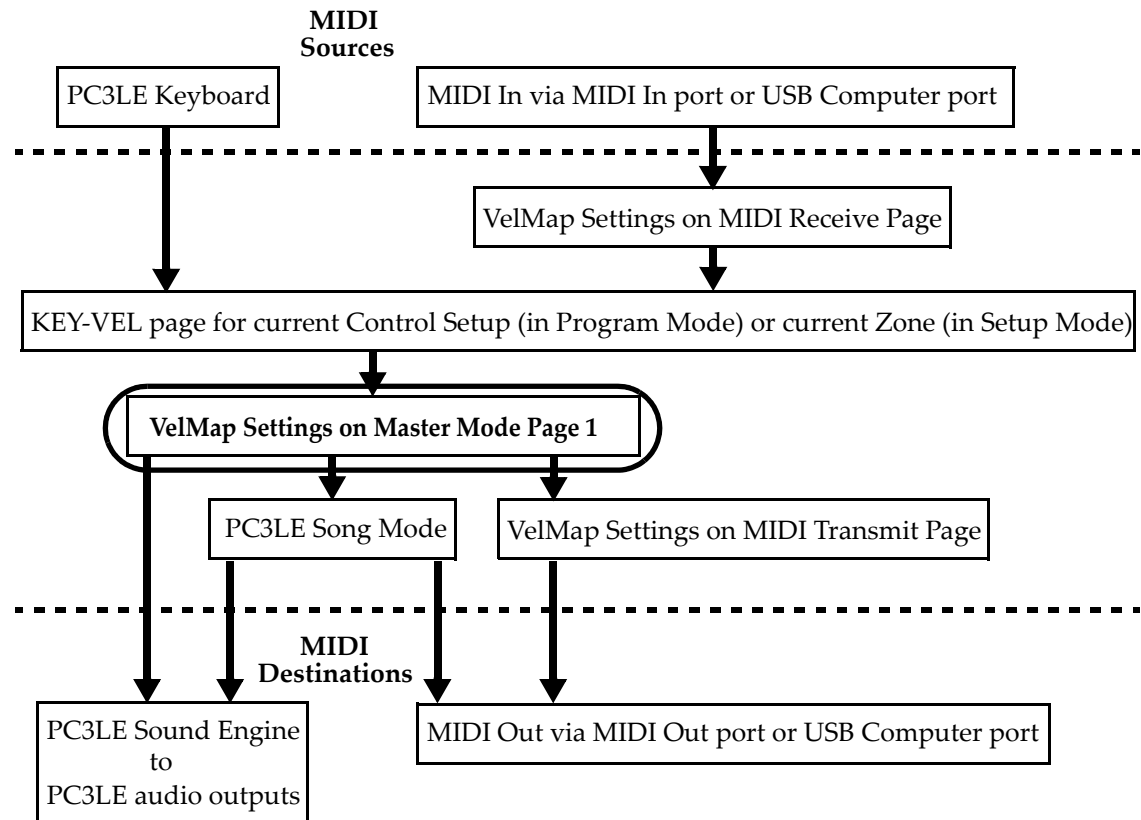 MIDI
Sources
PC3LE Keyboard
MIDI In via MIDI In port or USB Computer port
VelMap Settings on MIDI Receive Page
KEY-VEL page for current Control Setup (in Program Mode) or current Zone (in Setup Mode)
VelMap Settings on Master Mode Page 1
PC3LE Song Mode
VelMap Settings on MIDI Transmit Page
MIDI
Destinations
PC3LE Sound Engine
to
PC3LE audio outputs
MIDI Out via MIDI Out port or USB Computer port